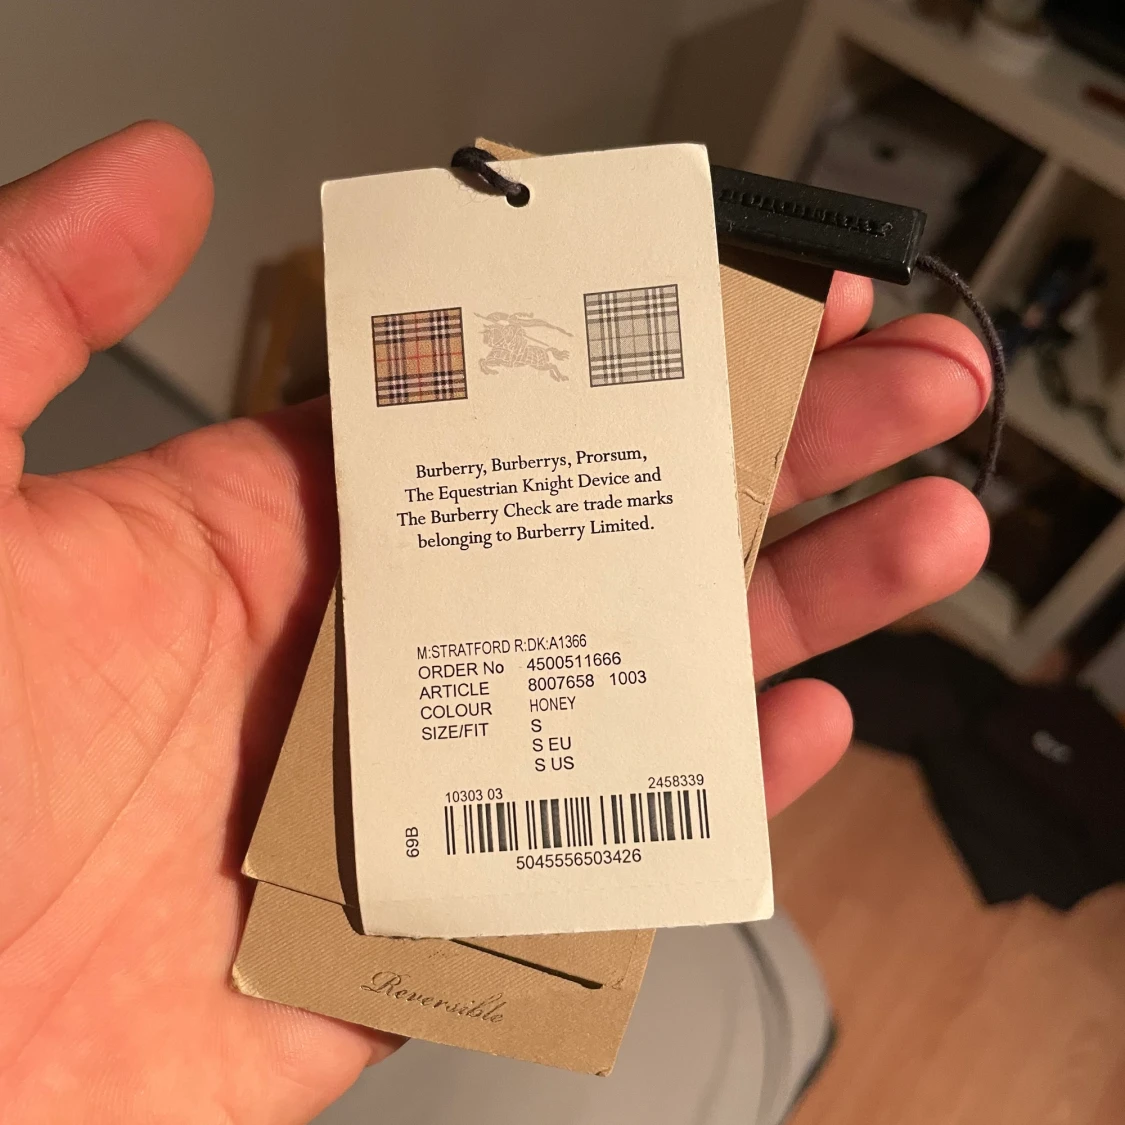 Burberry, Burberrys, Prorsum,
The Equestrian Knight Device and
The Burberry Check are trade marks
belonging to Burberry Limited.
M:STRATFORD R:DK:A1366
ORDER No 4500511666
ARTICLE 8007658 1003
COLOUR HONEY
SIZE/FIT S
S EU
S US
10303 03 2458339
69B
5045556503426
Reversible